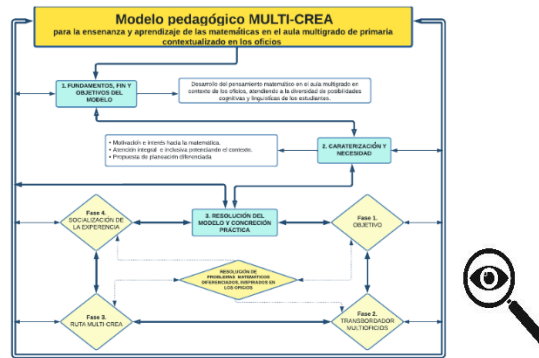 Modelo pedagógico MULTI-CREA
para la ensenanza y aprendizaje de las matemáticas en el aula multigrado de primaria
contextualizado en los oficios
1. FUNDAMENTOS, FIN Y
OBJETIVOS DEL
MODELO
Desarrollo del pensamiento matemático en el aula multigrado en
contexto de los oficios, atendiendo a la diversidad de posibilidades
cognitivas y linguísticas de los estudiantes.
• Motivación e interés hacia la matemática.
• Atención integral e inclusiva potenciando el contexto.
• Propuesta de planeación diferenciada
2. CARATERIZACIÓN Y
NECESIDAD
Fase 4.
SOCIALIZACIÓN DE
LA EXPERIENCIA
3. RESOLUCIÓN DEL
MODELO Y CONCRECIÓN
PRÁCTICA
Fase 1.
OBJETIVO
RESOLUCIÓN DE
PROBLEMAS MATEMÁTICOS
DIFERENCIADOS, INSPIRADOS EN
LOS OFICIOS
Fase 3.
RUTA MULTI-CREA
Fase 2.
TRANSBORDADOR
MULTIOFICIOS